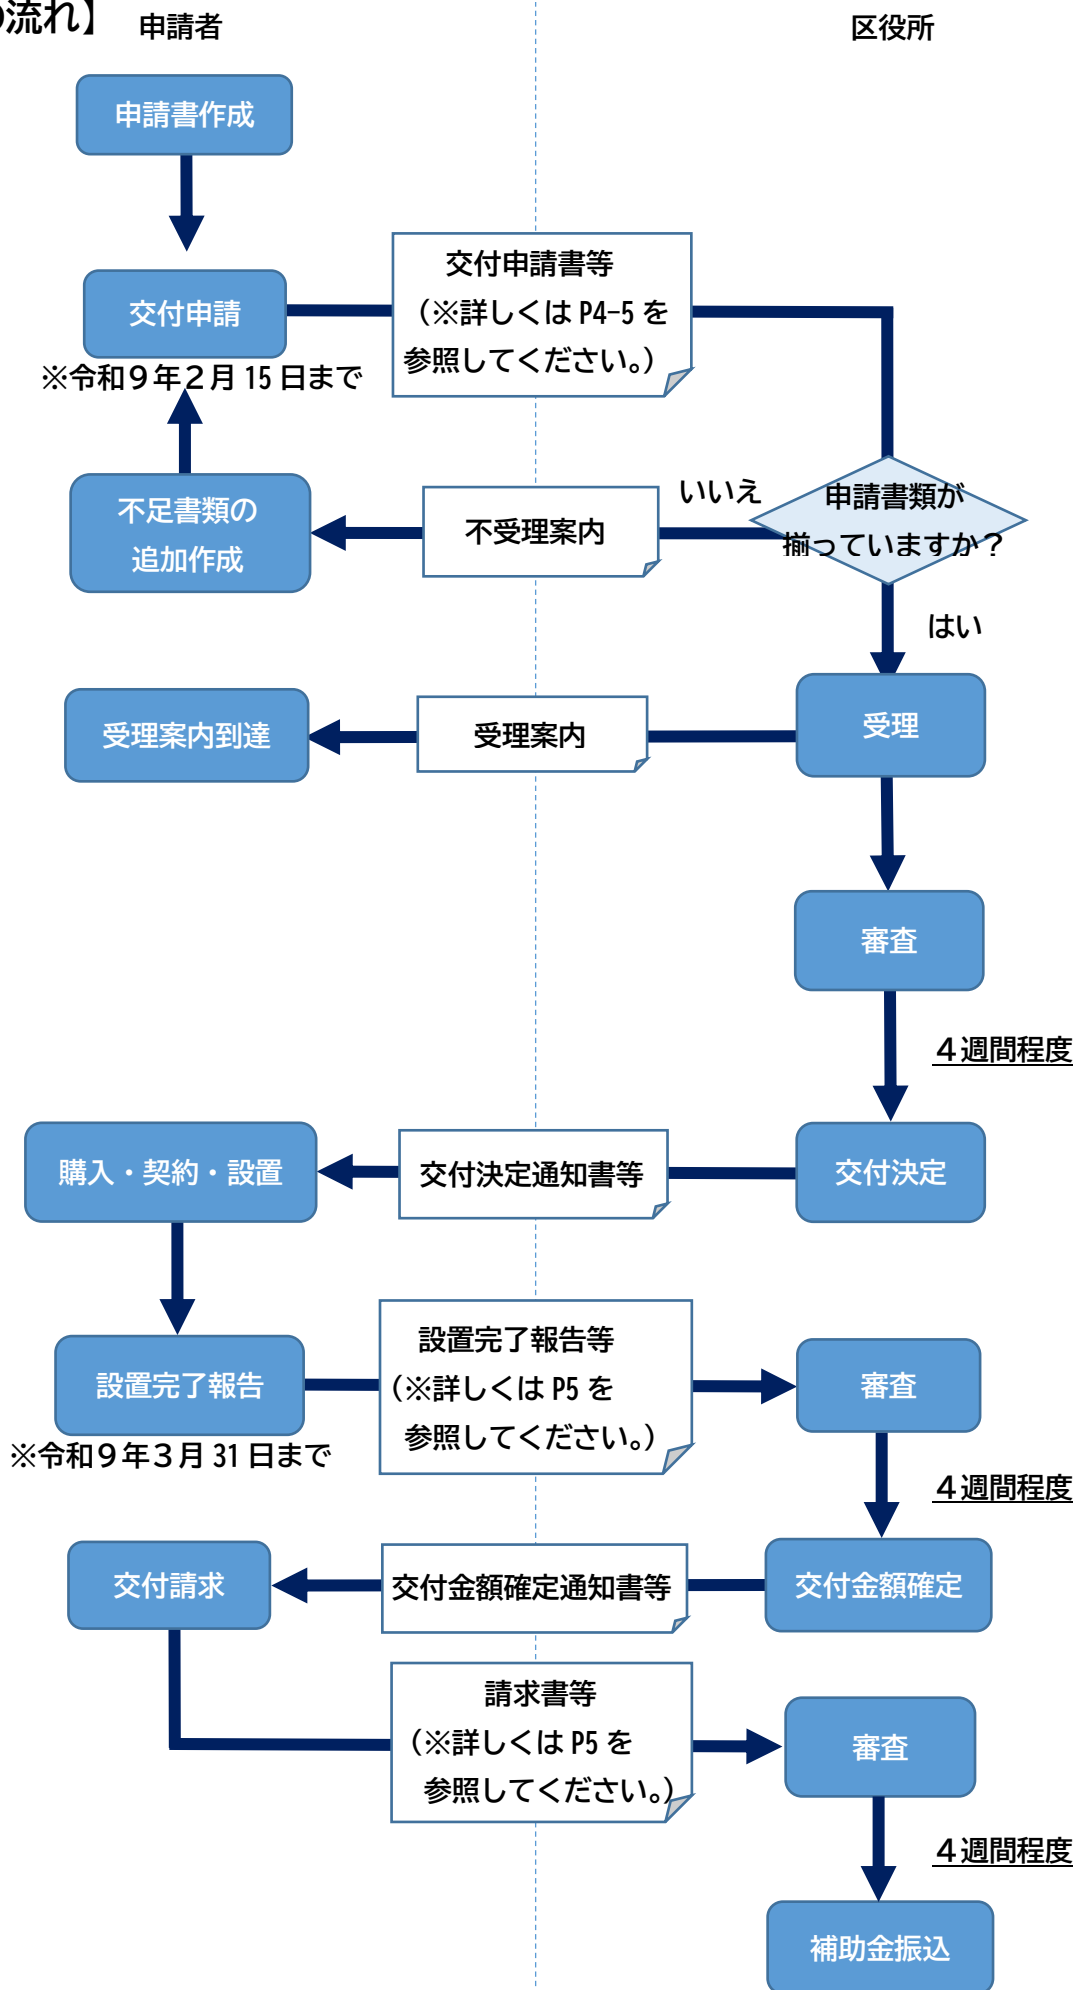 の流れ】
申請者
区役所
申請書作成
交付申請
※令和９年２月 15 日まで
交付申請書等
（※詳しくは P4-5 を
参照してください。）
申請書類が
揃っていますか？
いいえ
不受理案内
不足書類の
追加作成
はい
受理
受理案内
受理案内到達
審査
４週間程度
交付決定
交付決定通知書等
購入・契約・設置
設置完了報告
※令和９年３月 31 日まで
設置完了報告等
（※詳しくは P5 を
参照してください。）
審査
４週間程度
交付金額確定
交付金額確定通知書等
交付請求
請求書等
（※詳しくは P5 を
参照してください。）
審査
４週間程度
補助金振込